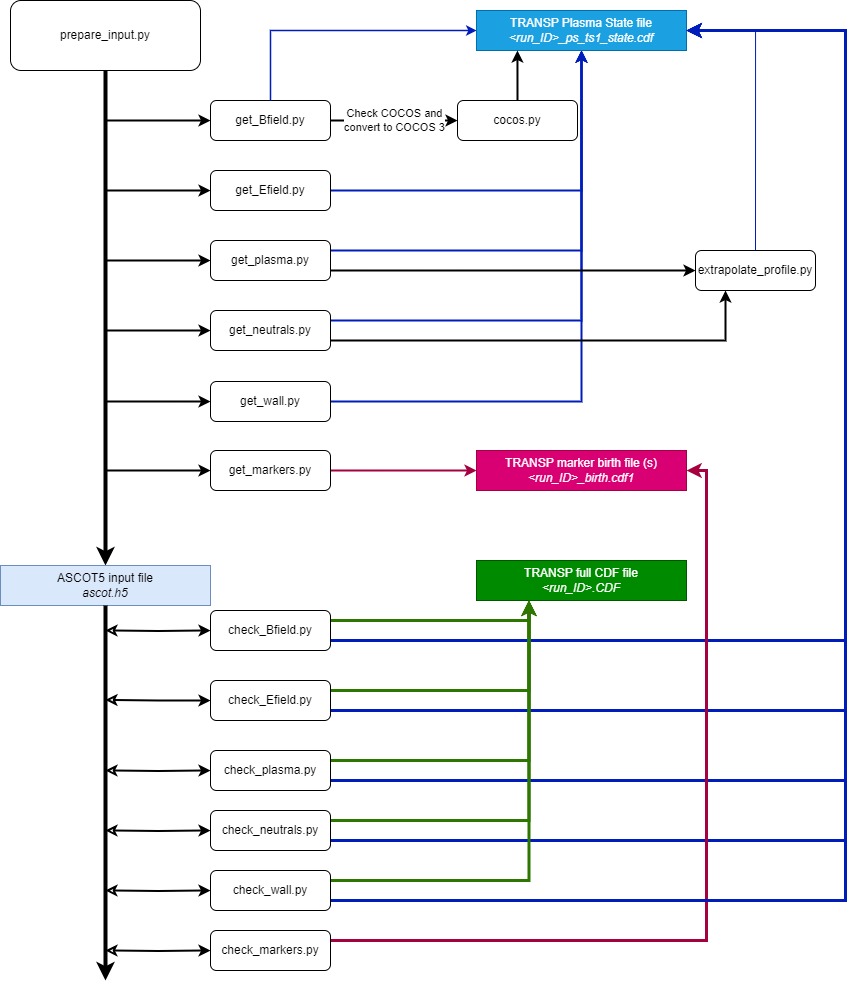 prepare_input.py
TRANSP Plasma State file
<run_ID>_ps_ts1_state.cdf
get_Bfield.py
Check COCOS and
convert to COCOS 3
cocos.py
get_Efield.py
get_plasma.py
extrapolate_profile.py
get_neutrals.py
get_wall.py
get_markers.py
TRANSP marker birth file (s)
<run_ID>_birth.cdf1
ASCOT5 input file
ascot.h5
TRANSP full CDF file
<run_ID>.CDF
check_Bfield.py
check_Efield.py
check_plasma.py
check_neutrals.py
check_wall.py
check_markers.py